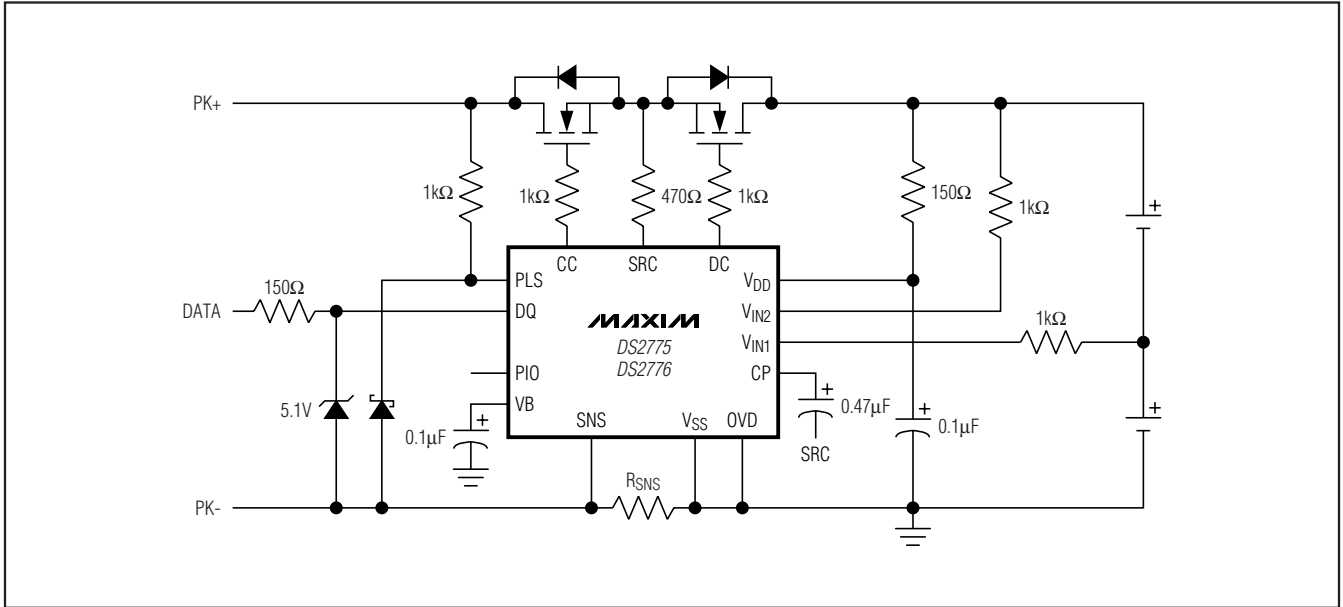 PK+
1kΩ
1kΩ
470Ω
1kΩ
150Ω
1kΩ
+
CC
SRC
DC
PLS
VDD
150Ω
DATA
DQ
VIN2
MAXIM
1kΩ
DS2775
VIN1
DS2776
PIO
CP
+
0.47µF
+
5.1V
VB
+
0.1µF
+
0.1µF
SNS
VSS
OVD
SRC
RSNS
PK-